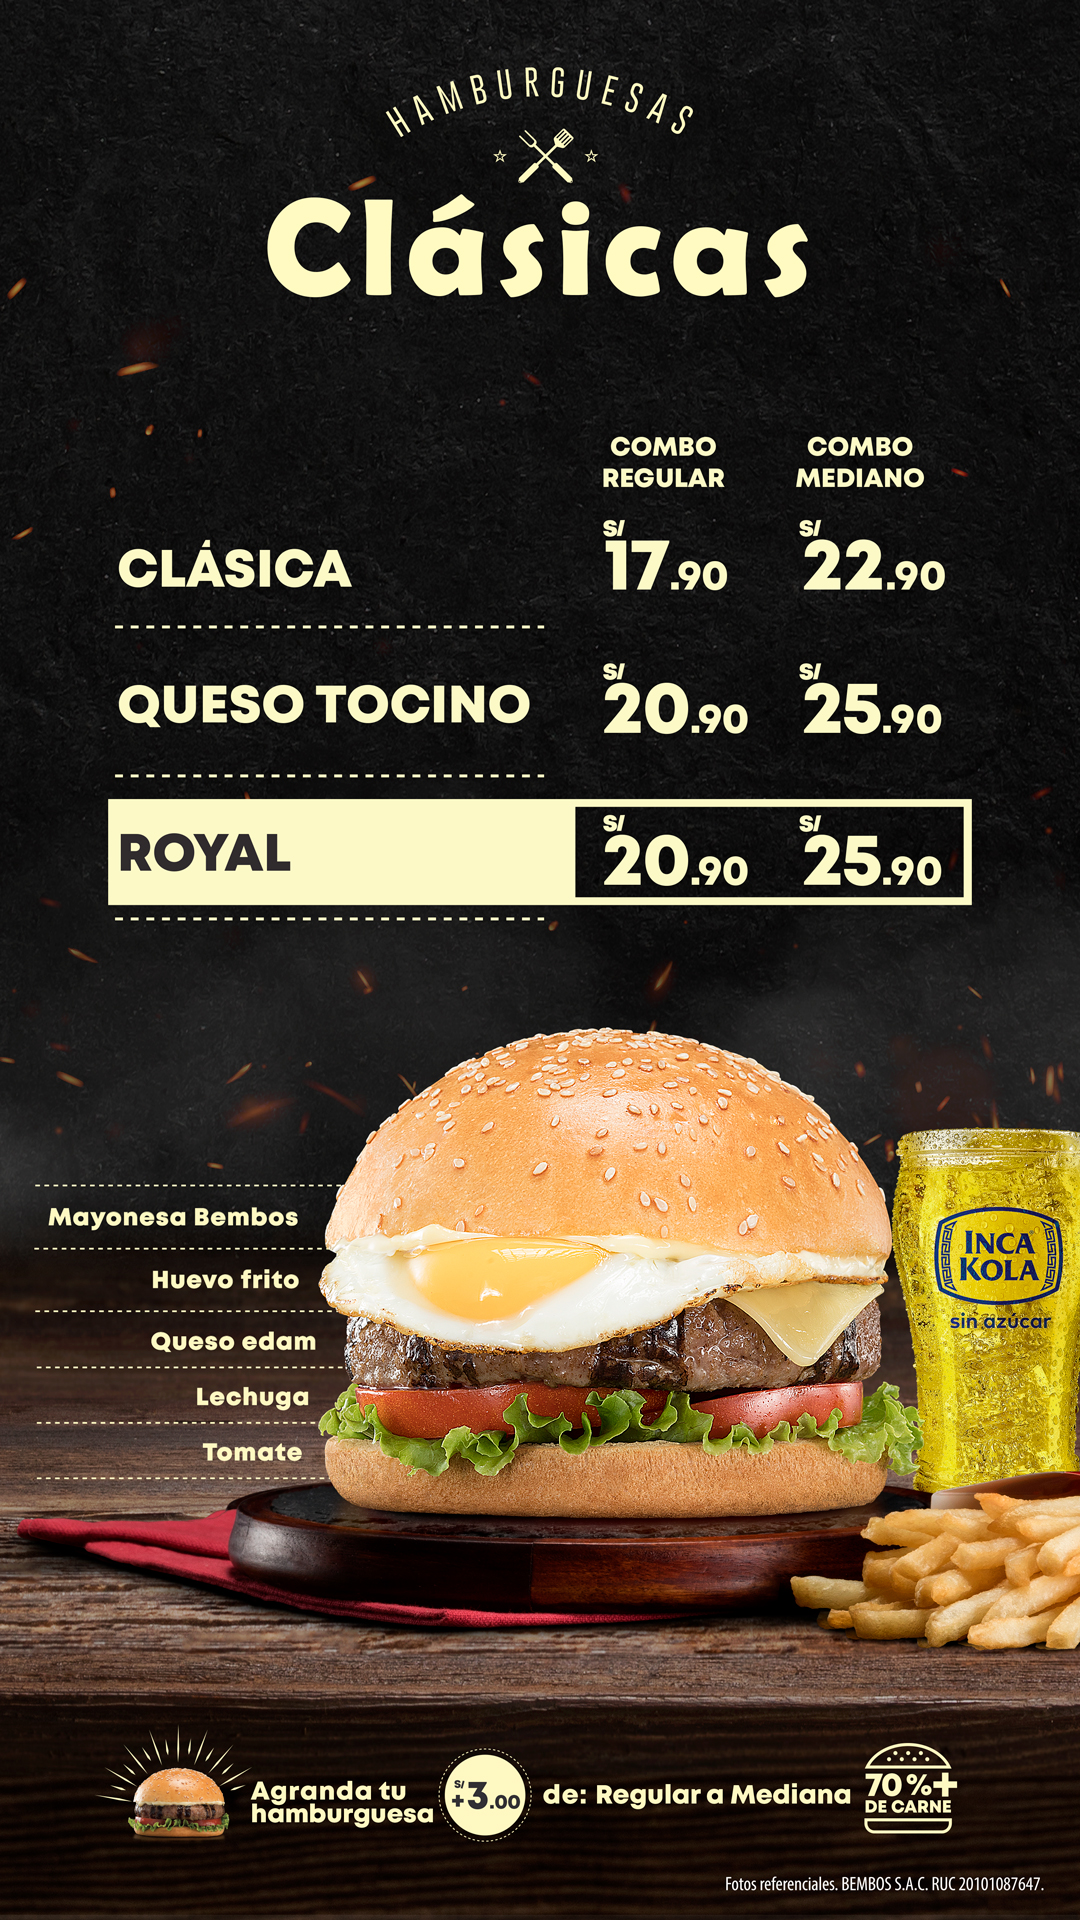 HAMBURGUESAS
Clásicas
COMBO REGULAR
COMBO MEDIANO
CLÁSICA S/ 17.90 S/ 22.90
QUESO TOCINO S/ 20.90 S/ 25.90
ROYAL S/ 20.90 S/ 25.90
Mayonesa Bembos
Huevo frito
Queso edam
Lechuga
Tomate
INCA
KOLA
sin azúcar
Agranda tu
hamburguesa
S/ +3.00
de: Regular a Mediana
70%+
DE CARNE
Fotos referenciales. BEMBOS S.A.C. RUC 20101087647.